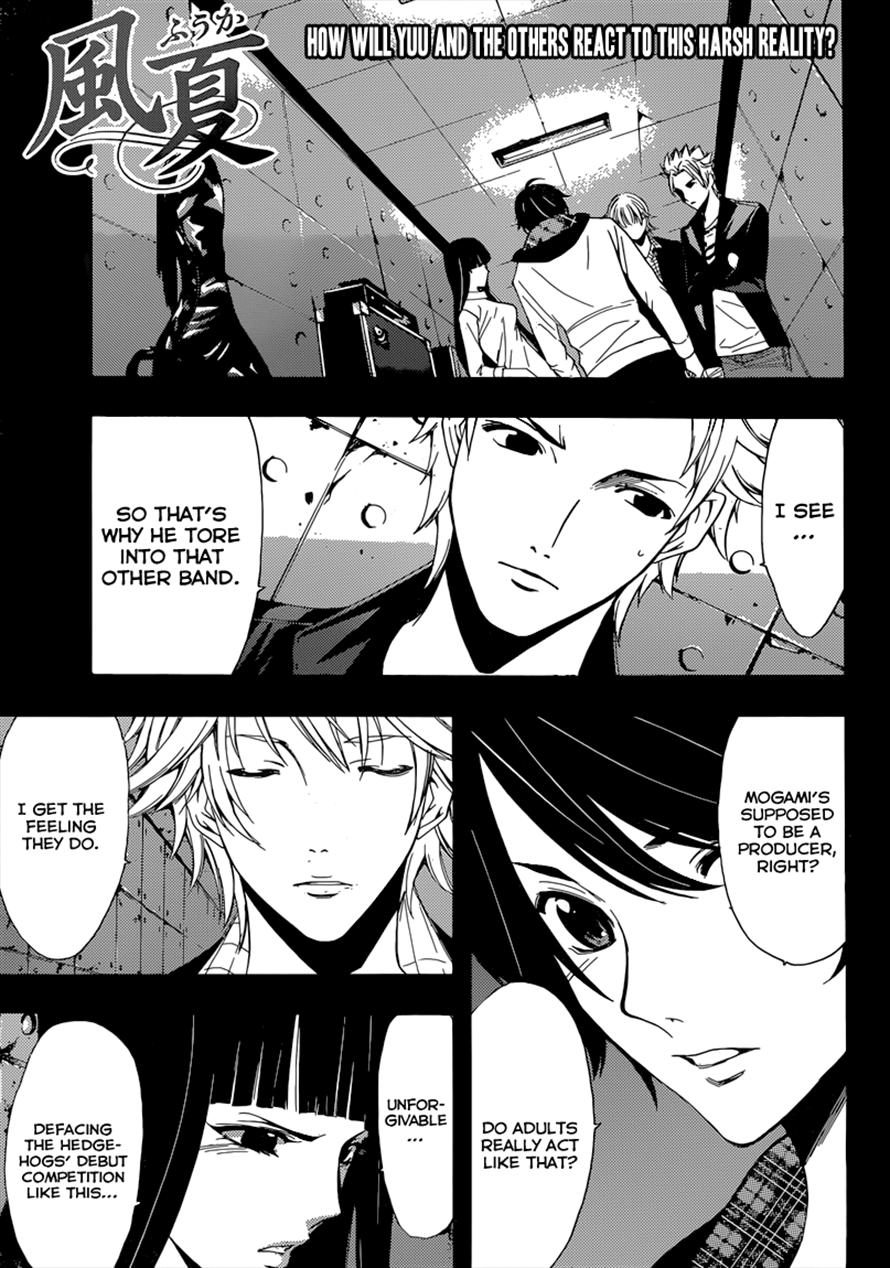 ふうか
風夏
HOW WILL YUU AND THE OTHERS REACT TO THIS HARSH REALITY?
I SEE
...
SO THAT'S
WHY HE TORE
INTO THAT
OTHER BAND.
MOGAMI'S
SUPPOSED
TO BE A
PRODUCER,
RIGHT?
DO ADULTS
REALLY ACT
LIKE THAT?
I GET THE
FEELING
THEY DO.
UNFOR-
GIVABLE
...
DEFACING
THE HEDGE-
HOGS' DEBUT
COMPETITION
LIKE THIS...